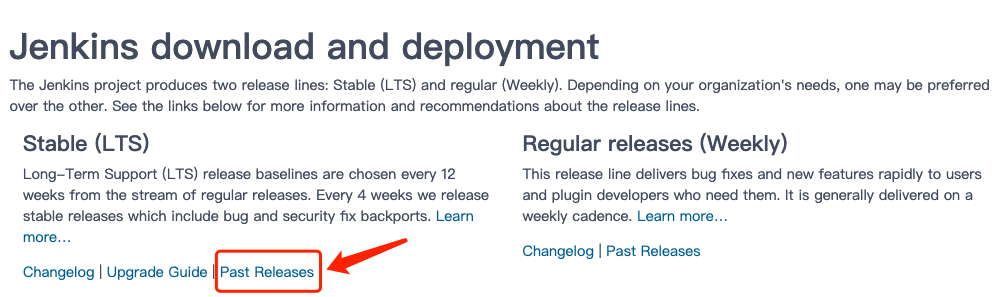 Jenkins download and deployment
The Jenkins project produces two release lines: Stable (LTS) and regular (Weekly). Depending on your organization's needs, one may be preferred
over the other. See the links below for more information and recommendations about the release lines.
Stable (LTS)
Long-Term Support (LTS) release baselines are chosen every 12
weeks from the stream of regular releases. Every 4 weeks we release
stable releases which include bug and security fix backports. Learn
more...
Changelog | Upgrade Guide | Past Releases
Regular releases (Weekly)
This release line delivers bug fixes and new features rapidly to users
and plugin developers who need them. It is generally delivered on a
weekly cadence. Learn more...
Changelog | Past Releases